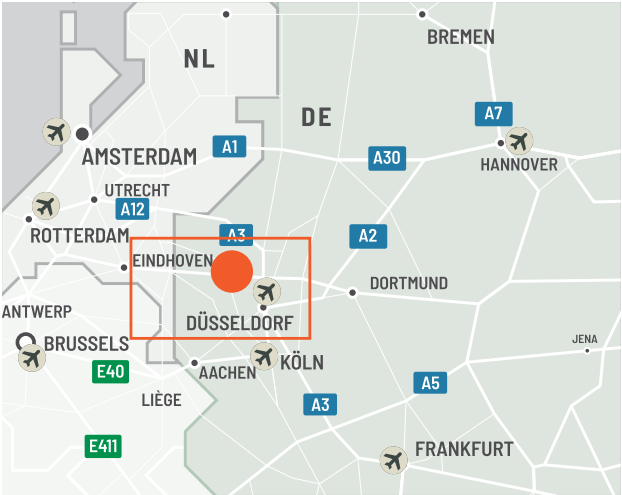 BREMEN
NL
DE
A7
AMSTERDAM
A1
A30
HANNOVER
UTRECHT
A12
ROTTERDAM
A3
A2
EINDHOVEN
DORTMUND
ANTWERP
DÜSSELDORF
BRUSSELS
JENA
KÖLN
E40
AACHEN
A5
LIÈGE
A3
E411
FRANKFURT